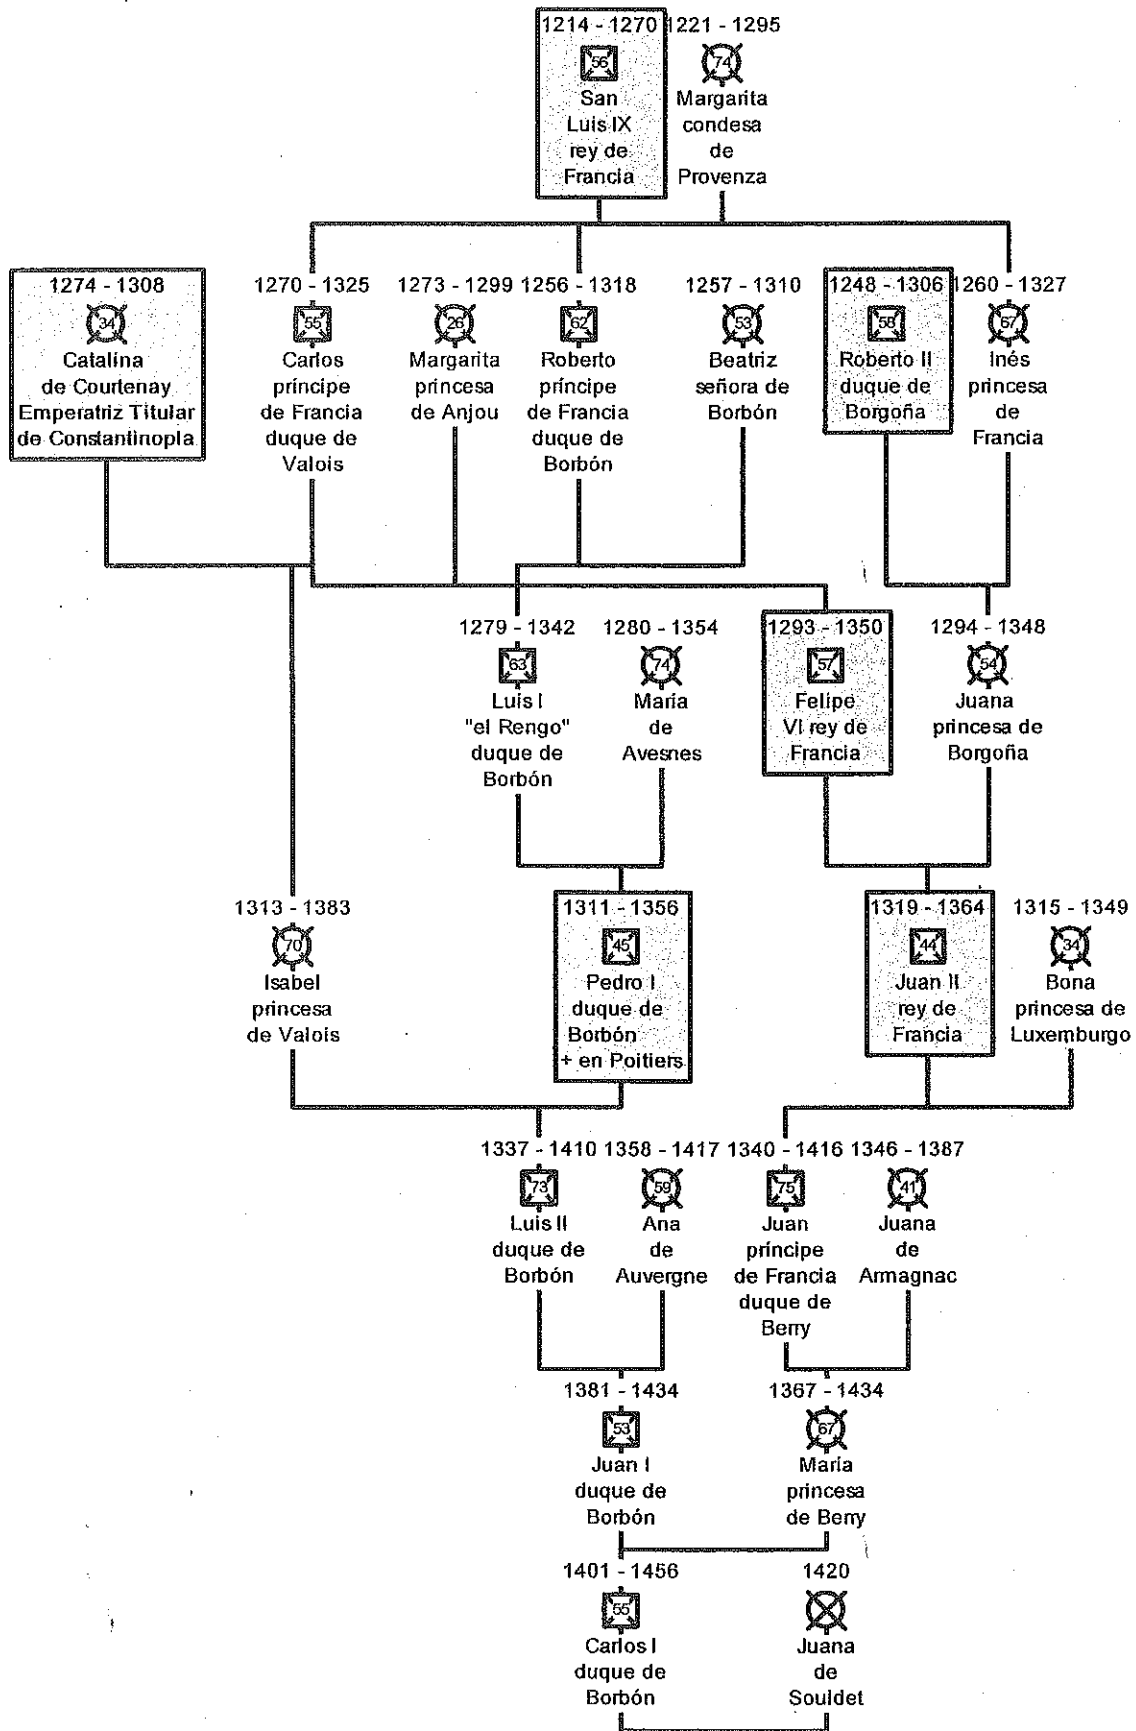 1214 - 1270 1221 - 1295
56 74
San Margarita
Luis IX condesa
rey de de
Francia Provenza
1274 - 1308 1270 - 1325 1273 - 1299 1256 - 1318 1257 - 1310 1248 - 1306 1260 - 1327
34 55 26 62 53 58 67
Catalina Carlos Margarita Roberto Beatriz Roberto II Inés
de Courtenay príncipe princesa príncipe señora de duque de princesa
Emperatriz Titular de Francia de Anjou de Francia Borbón Borgoña de
de Constantinopla duque de duque de Francia
Valois Borbón
1279 - 1342 1280 - 1354 1293 - 1350 1294 - 1348
63 74 57 54
Luis I María Felipe Juana
"el Rengo" de VI rey de princesa de
duque de Avesnes Francia Borgoña
Borbón
1313 - 1383 1311 - 1356 1319 - 1364 1315 - 1349
70 45 44 34
Isabel Pedro I Juan II Bona
princesa duque de rey de princesa de
de Valois Borbón Francia Luxemburgo
+ en Poitiers
1337 - 1410 1358 - 1417 1340 - 1416 1346 - 1387
73 59 75 41
Luis II Ana Juan Juana
duque de de príncipe de
Borbón Auvergne de Francia Armagnac
duque de
Berry
1381 - 1434 1367 - 1434
53 67
Juan I María
duque de princesa
Borbón de Berry
1401 - 1456 1420
55
Carlos I Juana
duque de de
Borbón Souldet